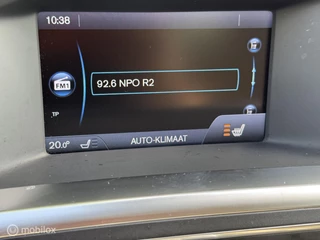 10:38
92.6 NPO R2
FM1
TP
20.0°
AUTO-KLIMAAT
mobilox